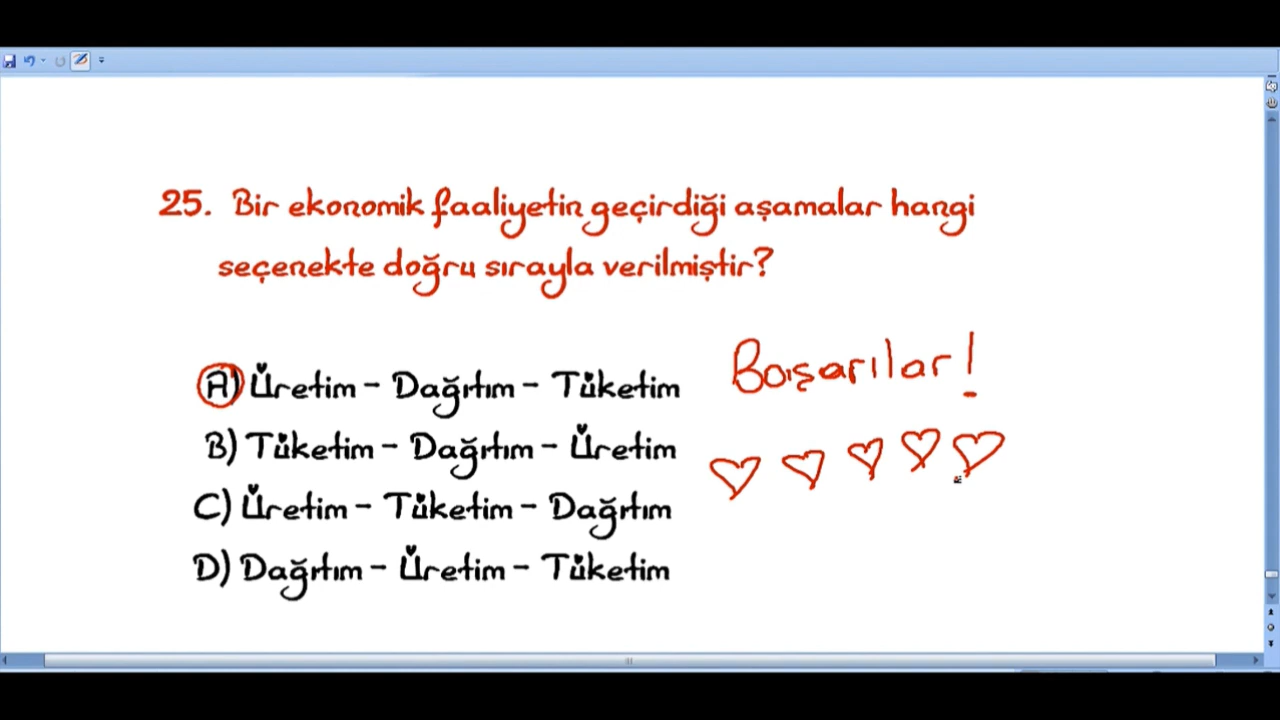 25. Bir ekonomik faaliyetin geçirdiği aşamalar hangi
seçenekte doğru sırayla verilmiştir?
A) Üretim - Dağıtım - Tüketim
B) Tüketim - Dağıtım - Üretim
C) Üretim - Tüketim - Dağıtım
D) Dağıtım - Üretim - Tüketim
Başarılar!